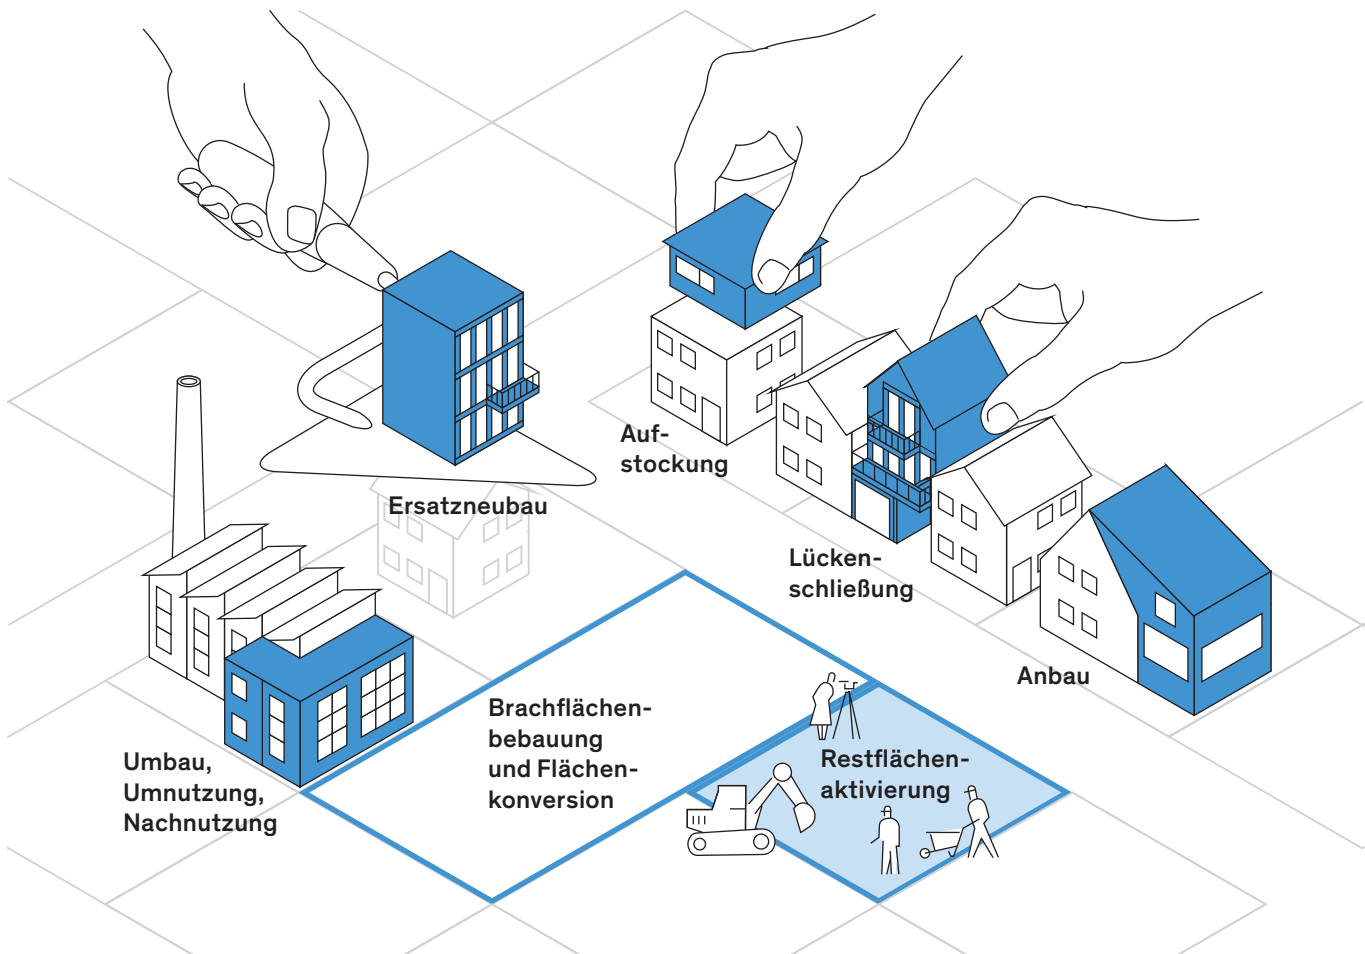 Auf-
stockung
Ersatzneubau
Lücken-
schließung
Anbau
Brachflächen-
bebauung
und Flächen-
konversion
Restflächen-
aktivierung
Umbau,
Umnutzung,
Nachnutzung